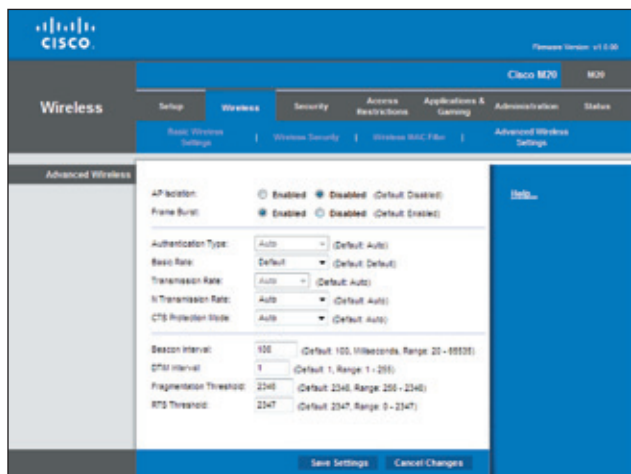 CISCO.
Firmware Version: v1.0.00
Cisco M20 M20
Wireless
Setup Wireless Security Access Restrictions Applications & Gaming Administration Status
Basic Wireless Settings | Wireless Security | Wireless MAC Filter | Advanced Wireless Settings
Advanced Wireless
AP Isolation: Enabled Disabled (Default: Disabled)
Help...
Frame Burst: Enabled Disabled (Default: Enabled)
Authentication Type: Auto (Default: Auto)
Basic Rate: Default (Default: Default)
Transmission Rate: Auto (Default: Auto)
N Transmission Rate: Auto (Default: Auto)
CTS Protection Mode: Auto (Default: Auto)
Beacon Interval: 100 (Default: 100, Milliseconds, Range: 20 - 65535)
DTIM Interval: 1 (Default: 1, Range: 1 - 255)
Fragmentation Threshold: 2346 (Default: 2346, Range: 256 - 2346)
RTS Threshold: 2347 (Default: 2347, Range: 0 - 2347)
Save Settings Cancel Changes